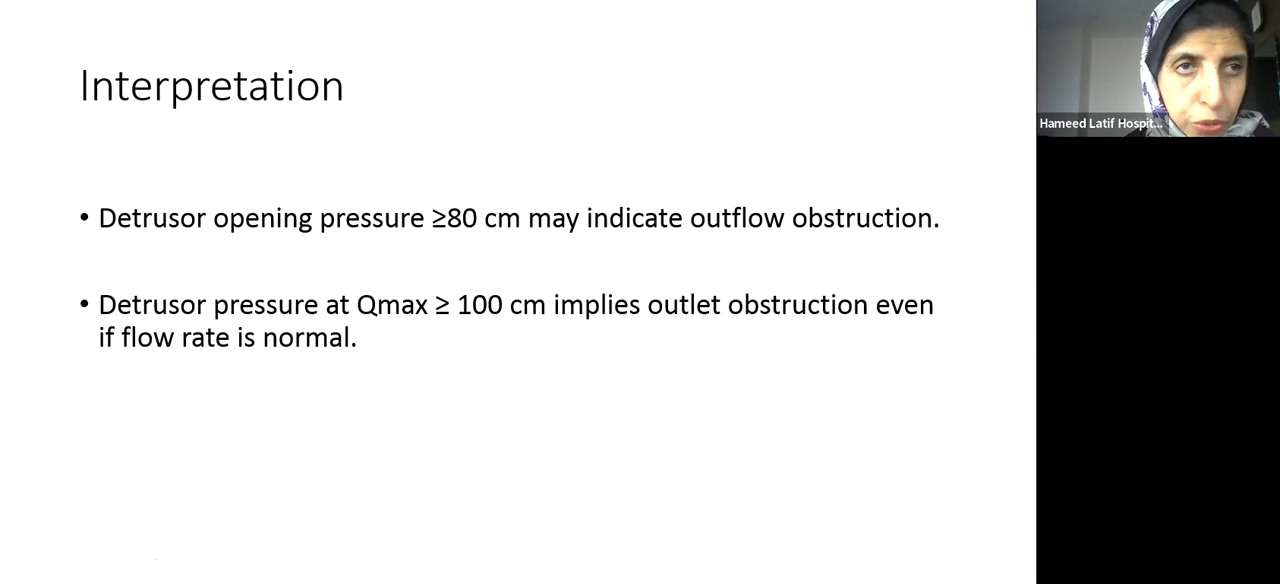 Interpretation
• Detrusor opening pressure ≥80 cm may indicate outflow obstruction.
• Detrusor pressure at Qmax ≥ 100 cm implies outlet obstruction even
if flow rate is normal.
Hameed Latif Hospit...